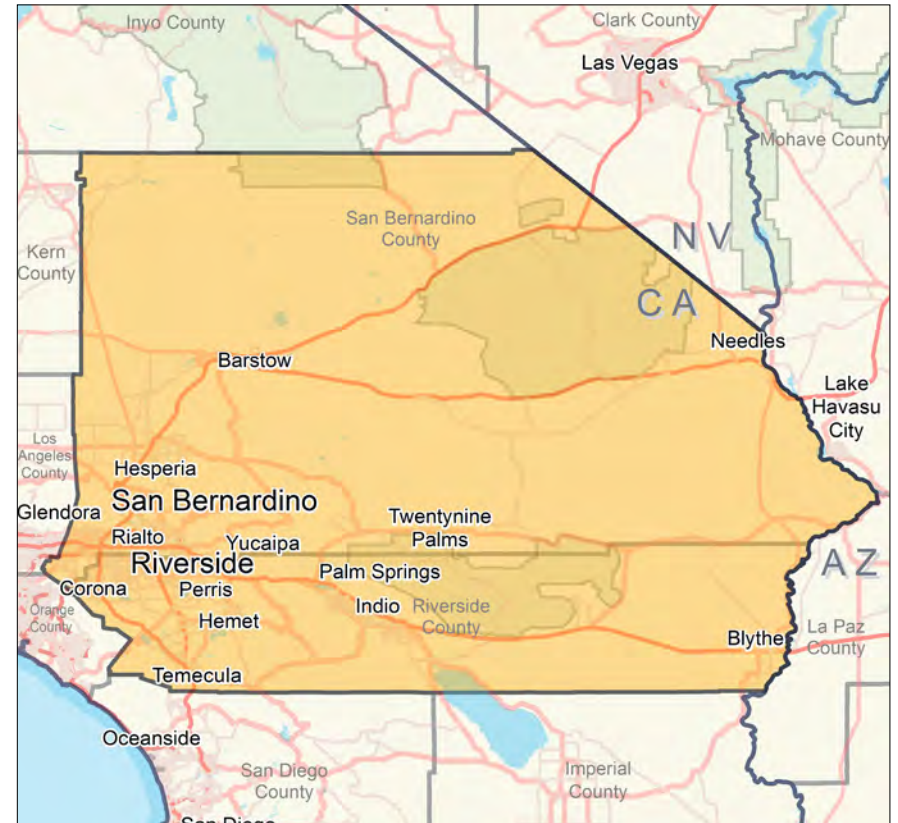 Inyo County
Clark County
Las Vegas
Mohave County
San Bernardino
County
NV
Kern
County
CA
Needles
Barstow
Lake
Havasu
City
Los
Angeles
County
Hesperia
San Bernardino
Glendora
Twentynine
Palms
Rialto
Yucaipa
Riverside
AZ
Palm Springs
Corona
Perris
Indio
Riverside
County
Orange
County
Hemet
La Paz
County
Blythe
Temecula
Oceanside
San Diego
County
Imperial
County
San Diego